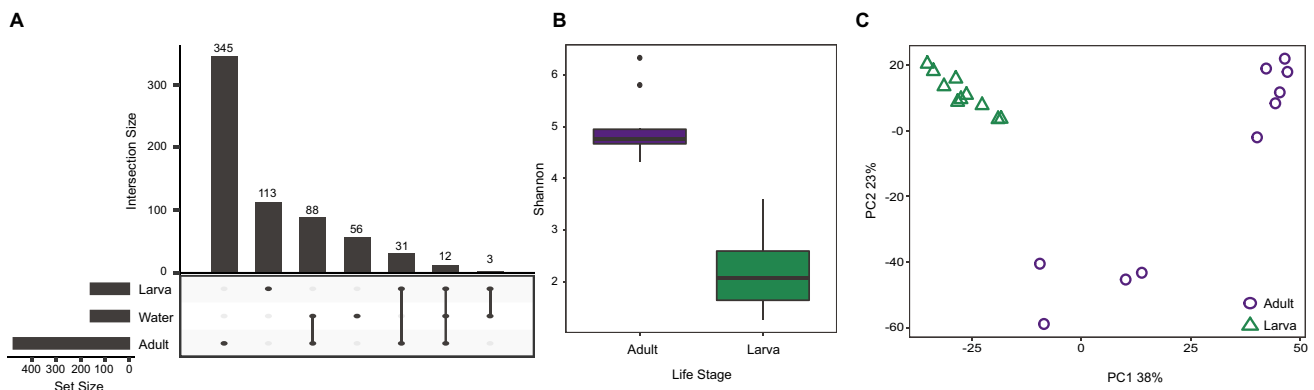 A
345
300
200
100
0
Intersection Size
113
88
56
31
12
3
Larva
Water
Adult
400 300 200 100 0
Set Size
B
6
5
4
3
2
Shannon
Adult Larva
Life Stage
C
20
-0
-20
-40
-60
PC2 23%
Adult
Larva
-25 0 25 50
PC1 38%